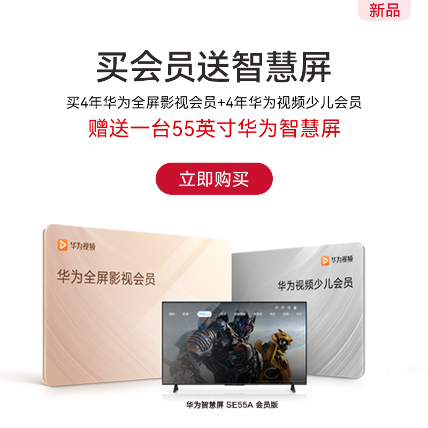 新品
买会员送智慧屏
买4年华为全屏影视会员+4年华为视频少儿会员
赠送一台55英寸华为智慧屏
立即购买
华为视频
华为全屏影视会员
华为视频
华为视频少儿会员
华为智慧屏 SE55A 会员版